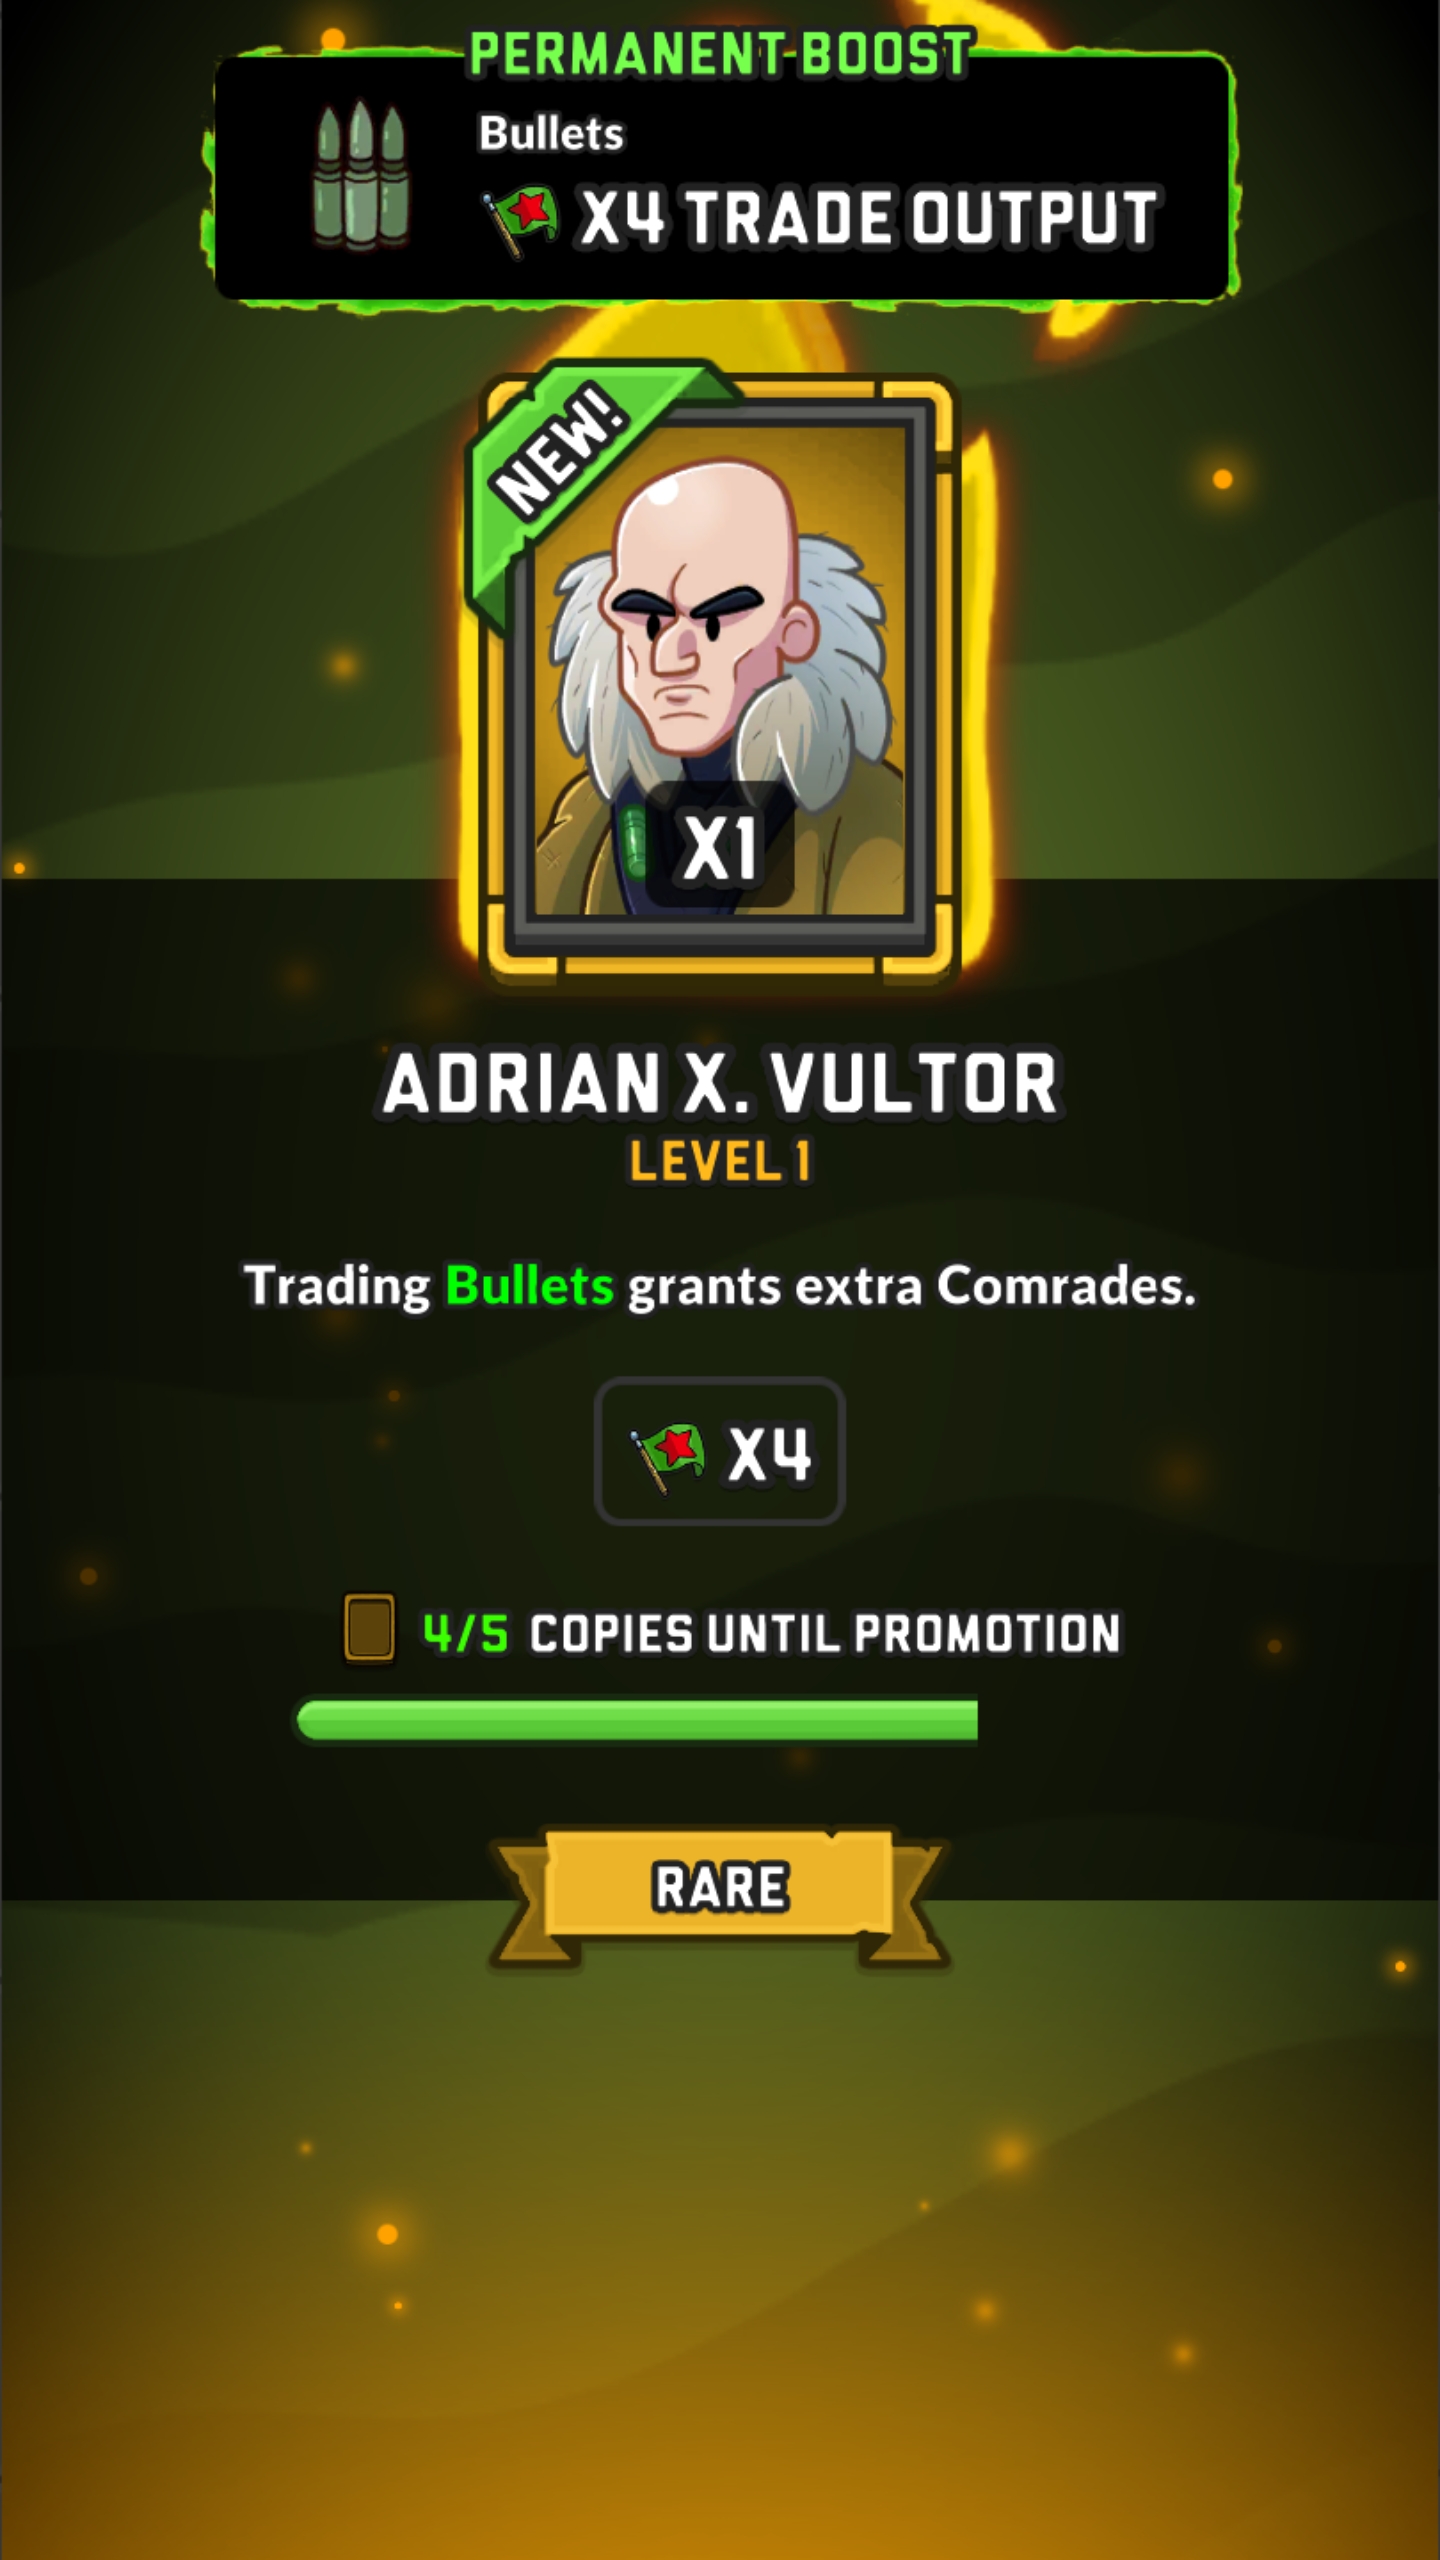 PERMANENT BOOST
Bullets
X4 TRADE OUTPUT
NEW!
X1
ADRIAN X. VULTOR
LEVEL 1
Trading Bullets grants extra Comrades.
X4
4/5 COPIES UNTIL PROMOTION
RARE